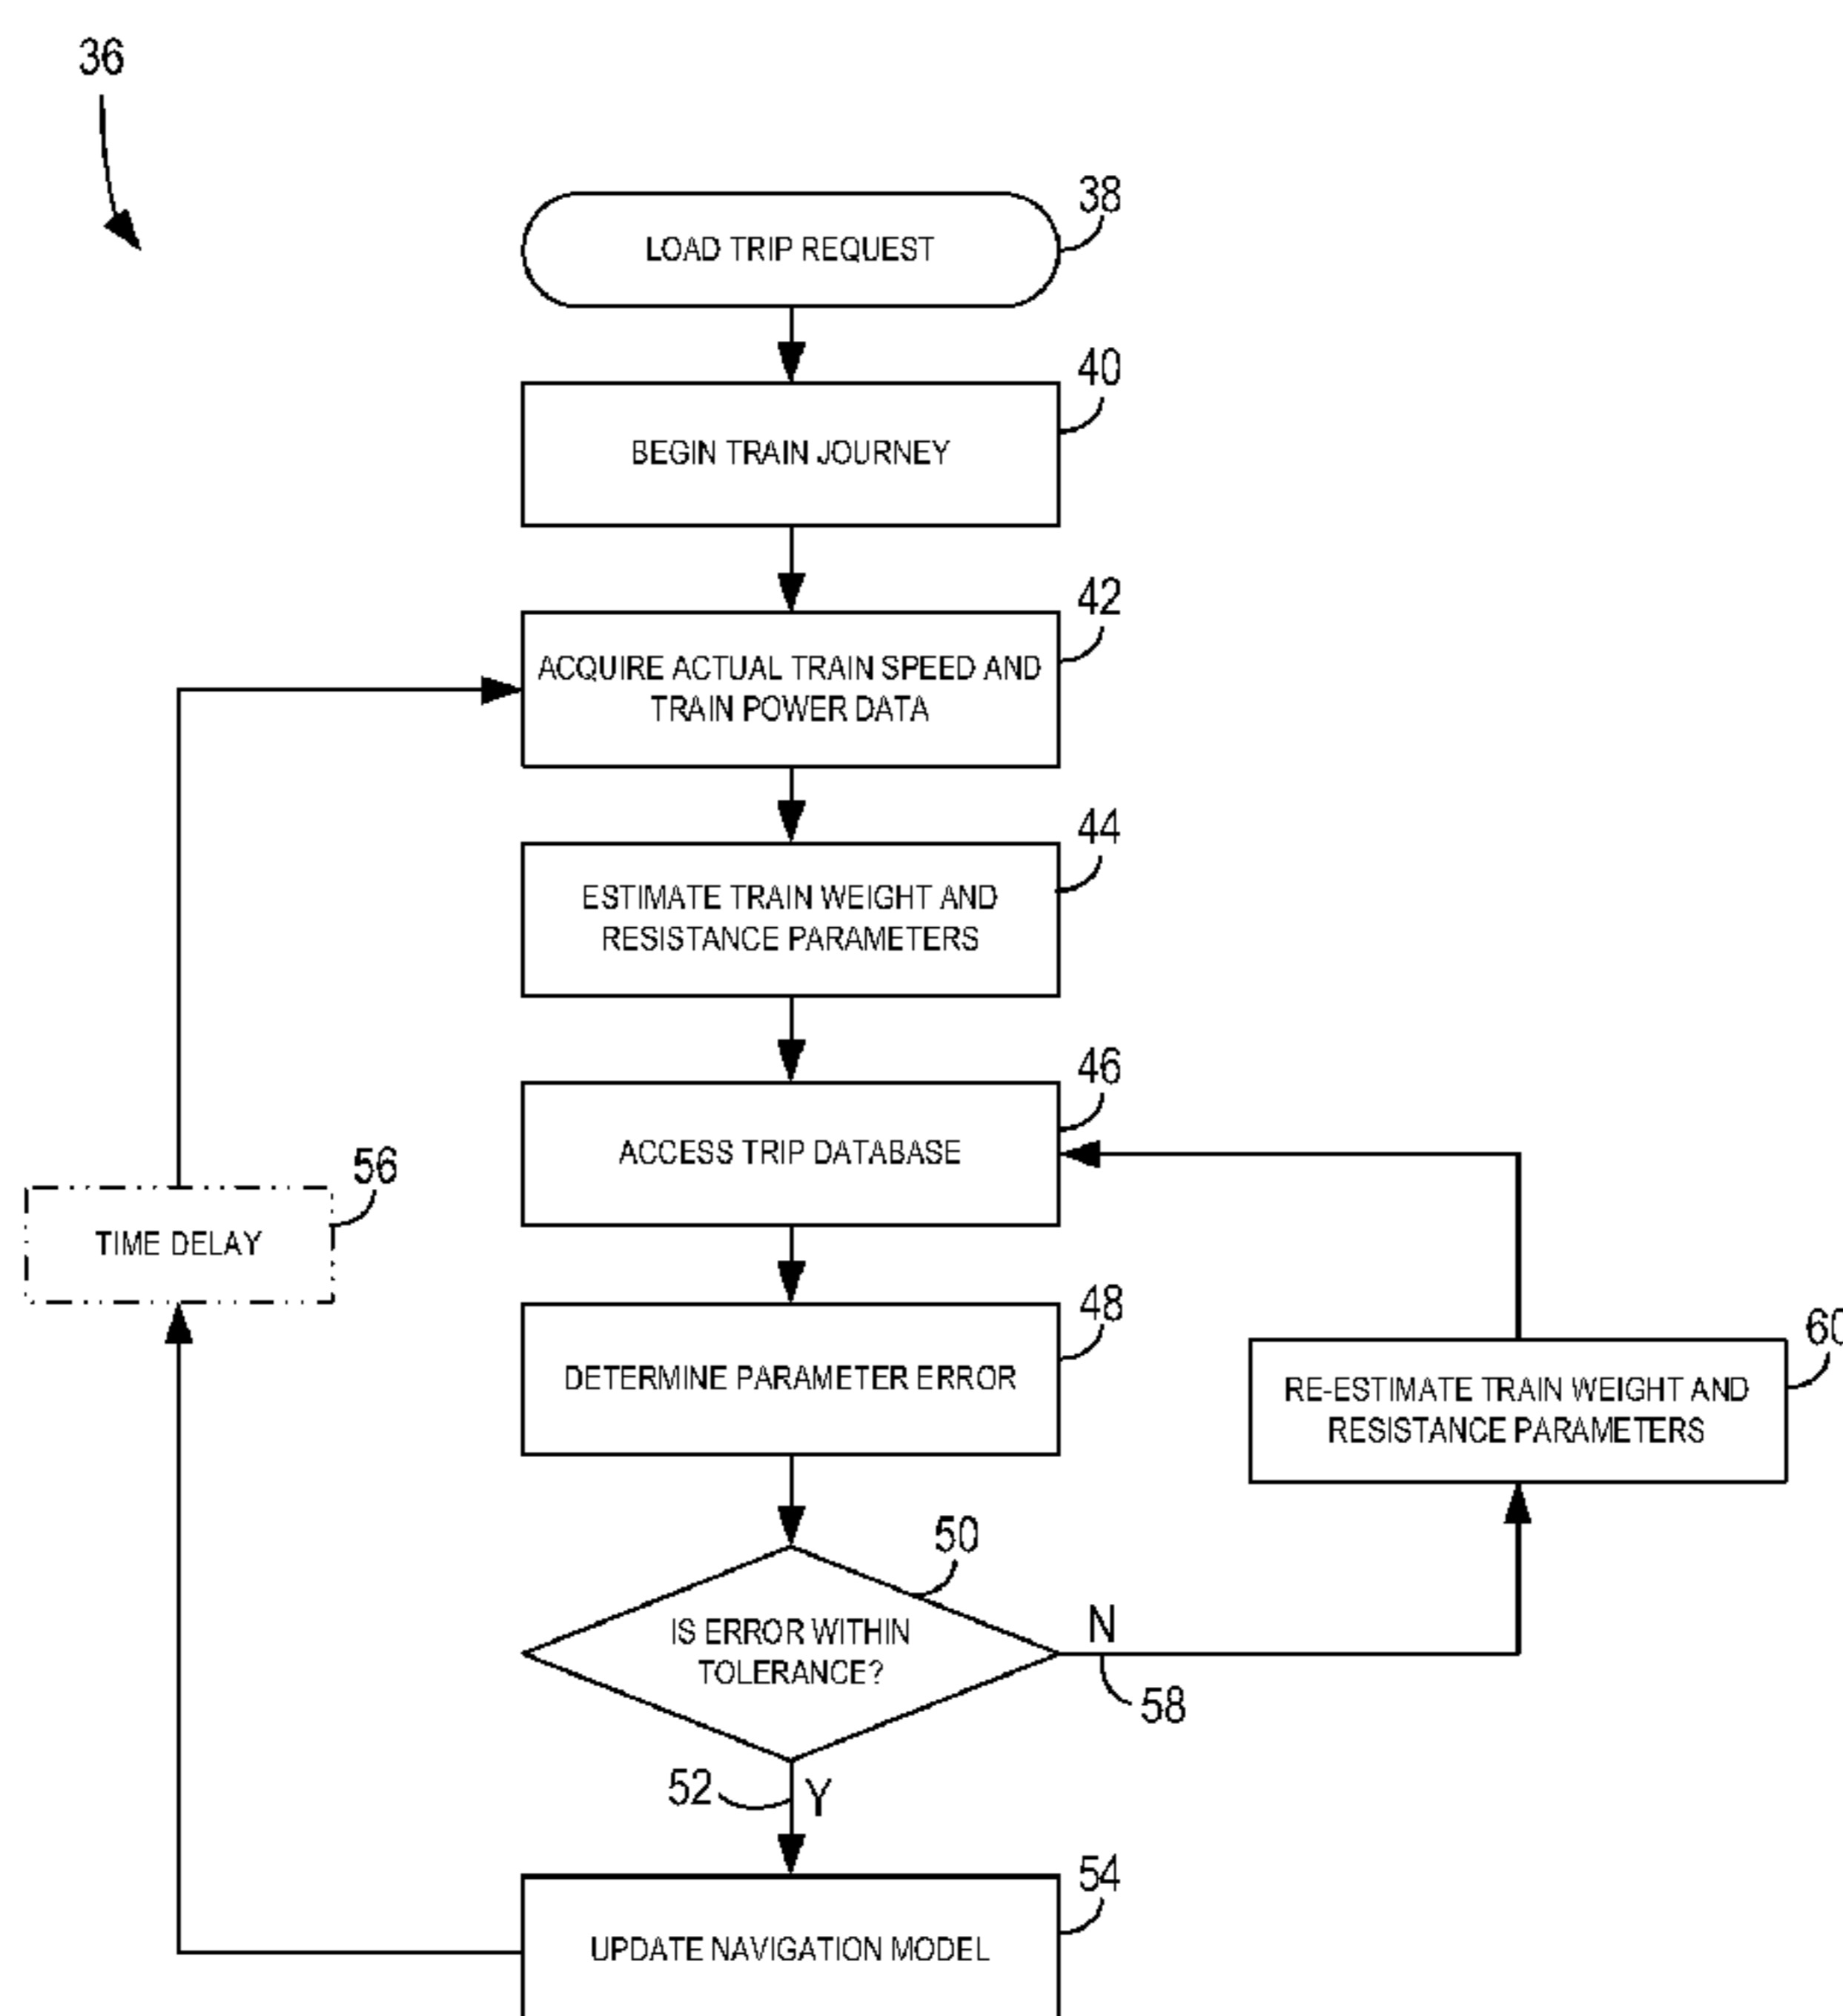 36
38
LOAD TRIP REQUEST
40
BEGIN TRAIN JOURNEY
42
ACQUIRE ACTUAL TRAIN SPEED AND
TRAIN POWER DATA
44
ESTIMATE TRAIN WEIGHT AND
RESISTANCE PARAMETERS
46
ACCESS TRIP DATABASE
56
TIME DELAY
48
DETERMINE PARAMETER ERROR
60
RE-ESTIMATE TRAIN WEIGHT AND
RESISTANCE PARAMETERS
50
IS ERROR WITHIN
TOLERANCE?
N
58
52
Y
54
UPDATE NAVIGATION MODEL